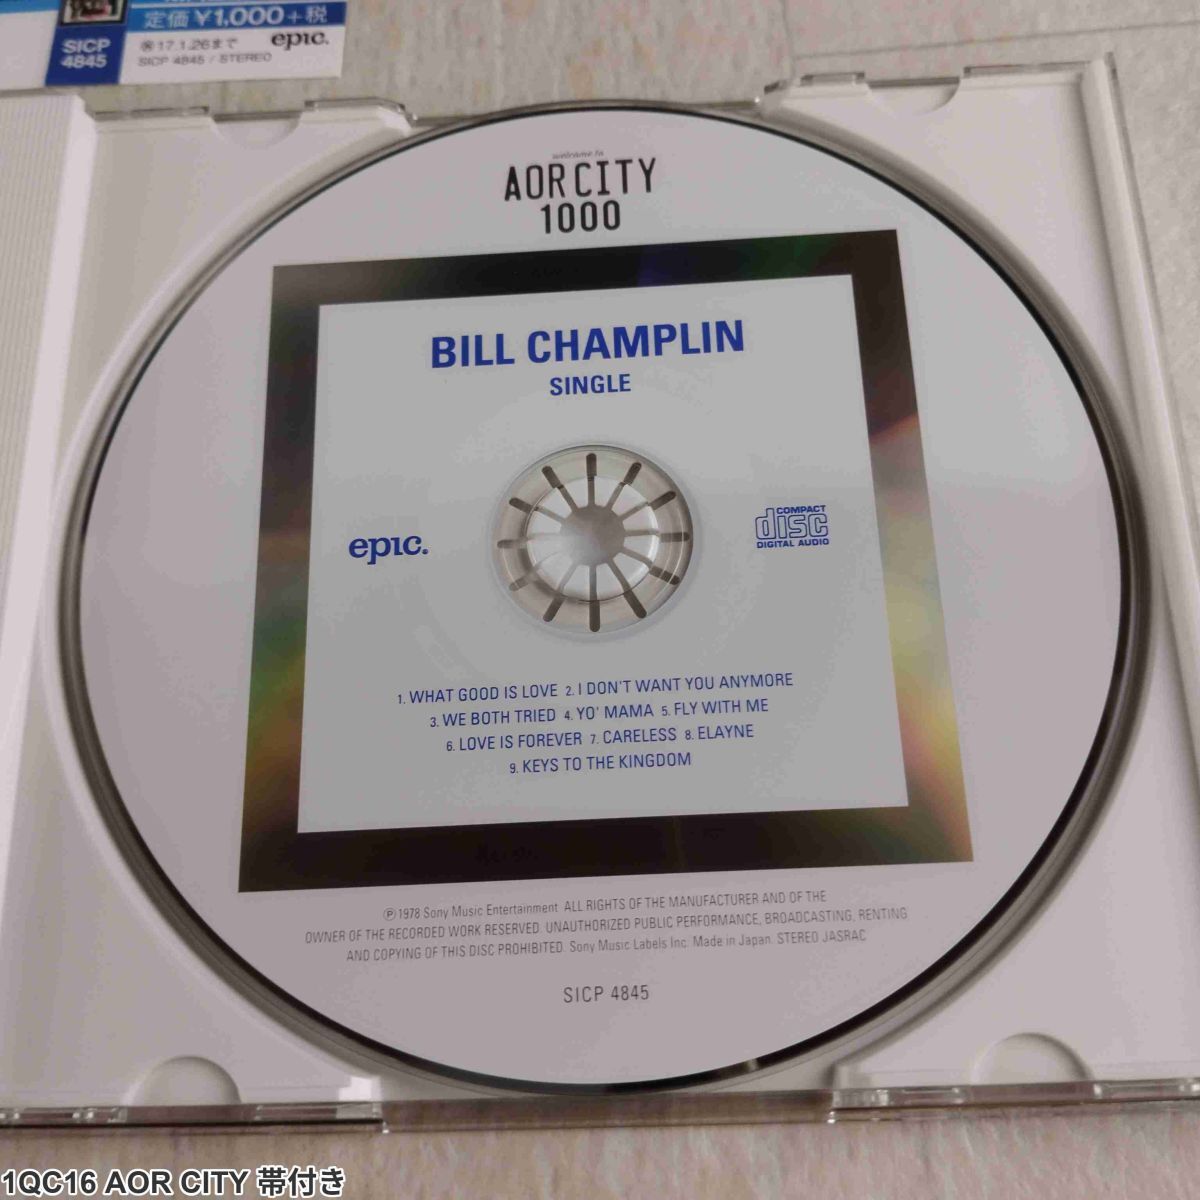 定価¥1,000+税
SICP
4845
㊑17.1.26まで
epic.
SICP 4845 / STEREO
welcome to
AOR CITY
1000
BILL CHAMPLIN
SINGLE
epic.
COMPACT
disc
DIGITAL AUDIO
1. WHAT GOOD IS LOVE 2. I DON'T WANT YOU ANYMORE
3. WE BOTH TRIED 4. YO' MAMA 5. FLY WITH ME
6. LOVE IS FOREVER 7. CARELESS 8. ELAYNE
9. KEYS TO THE KINGDOM
℗1978 Sony Music Entertainment ALL RIGHTS OF THE MANUFACTURER AND OF THE
OWNER OF THE RECORDED WORK RESERVED. UNAUTHORIZED PUBLIC PERFORMANCE, BROADCASTING, RENTING
AND COPYING OF THIS DISC PROHIBITED. Sony Music Labels Inc. Made in Japan. STEREO JASRAC
SICP 4845
1QC16 AOR CITY 帯付き